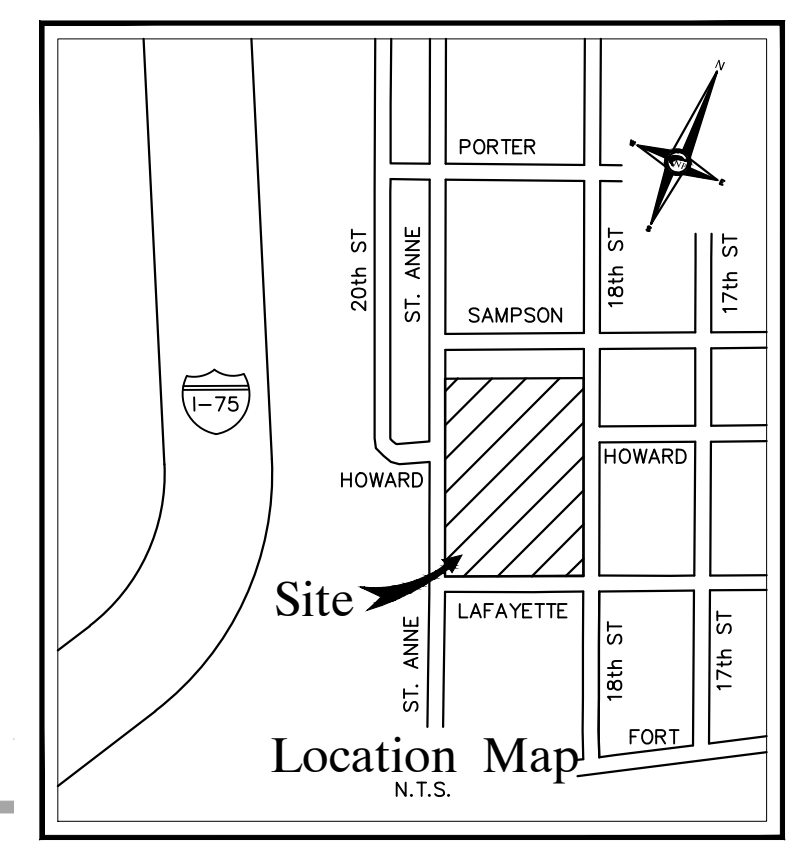 N
PORTER
W
E
S
20th ST
ST. ANNE
18th ST
17th ST
SAMPSON
I-75
HOWARD
HOWARD
Site
LAFAYETTE
ST. ANNE
18th ST
17th ST
FORT
Location Map
N.T.S.